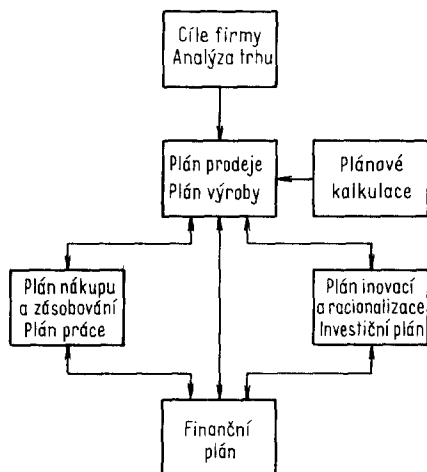 Cíle firmy
Analýza trhu
Plán prodeje
Plán výroby
Plánové
kalkulace
Plán nákupu
a zásobování
Plán práce
Plán inovací
a racionalizace
Investiční plán
Finanční
plán